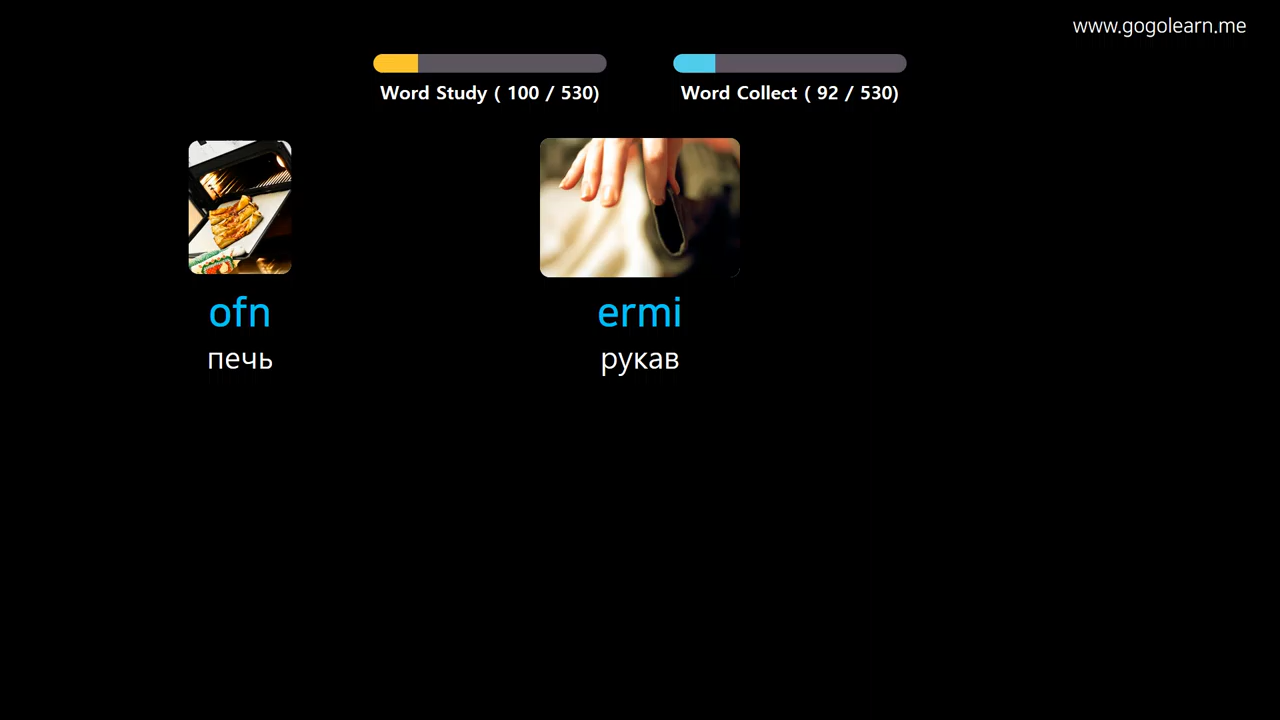 www.gogolearn.me
Word Study ( 100 / 530)
Word Collect ( 92 / 530)
ofn
ermi
печь
рукав